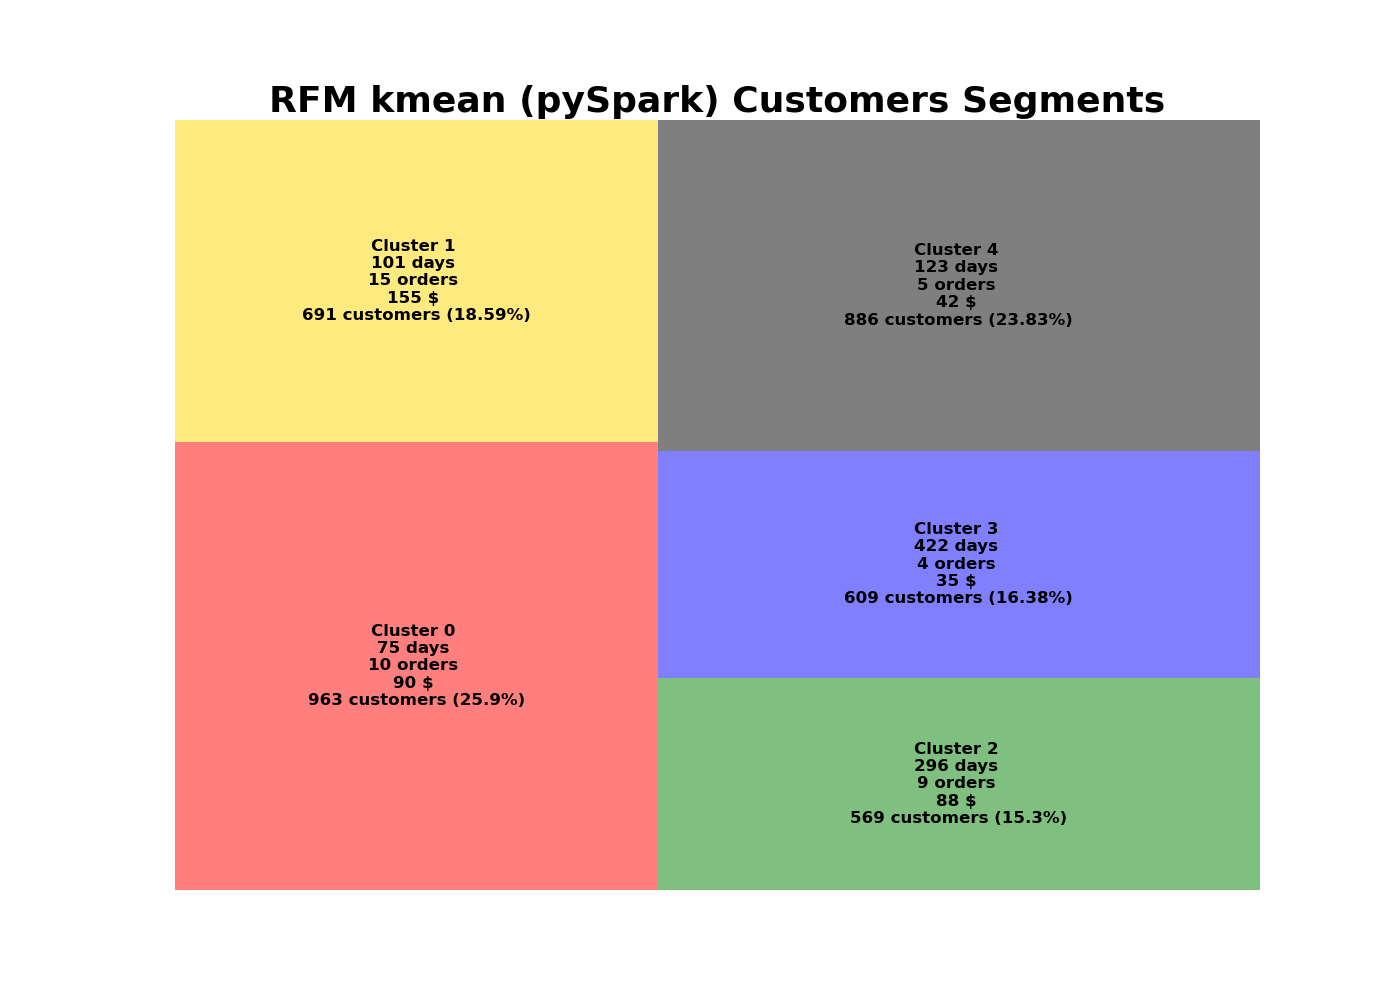 RFM kmean (pySpark) Customers Segments
Cluster 1
101 days
15 orders
155 $
691 customers (18.59%)
Cluster 4
123 days
5 orders
42 $
886 customers (23.83%)
Cluster 3
422 days
4 orders
35 $
609 customers (16.38%)
Cluster 0
75 days
10 orders
90 $
963 customers (25.9%)
Cluster 2
296 days
9 orders
88 $
569 customers (15.3%)